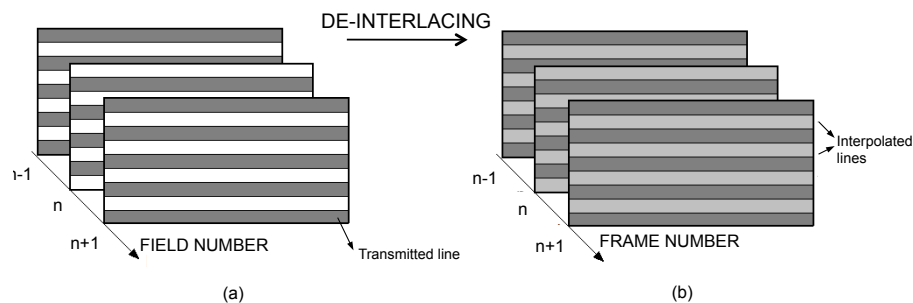 DE-INTERLACING
n-1
n
n+1
FIELD NUMBER
Transmitted line
(a)
Interpolated
lines
n-1
n
n+1
FRAME NUMBER
(b)